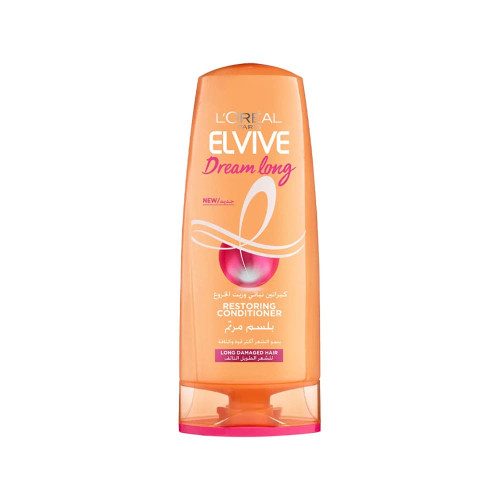 L'ORÉAL
PARIS
ELVIVE
Dream long
NEW/جديد
كيراتين نباتي وزيت الخروع
RESTORING
CONDITIONER
بلسم مرمّم
LONG DAMAGED HAIR
للشعر الطويل التالف